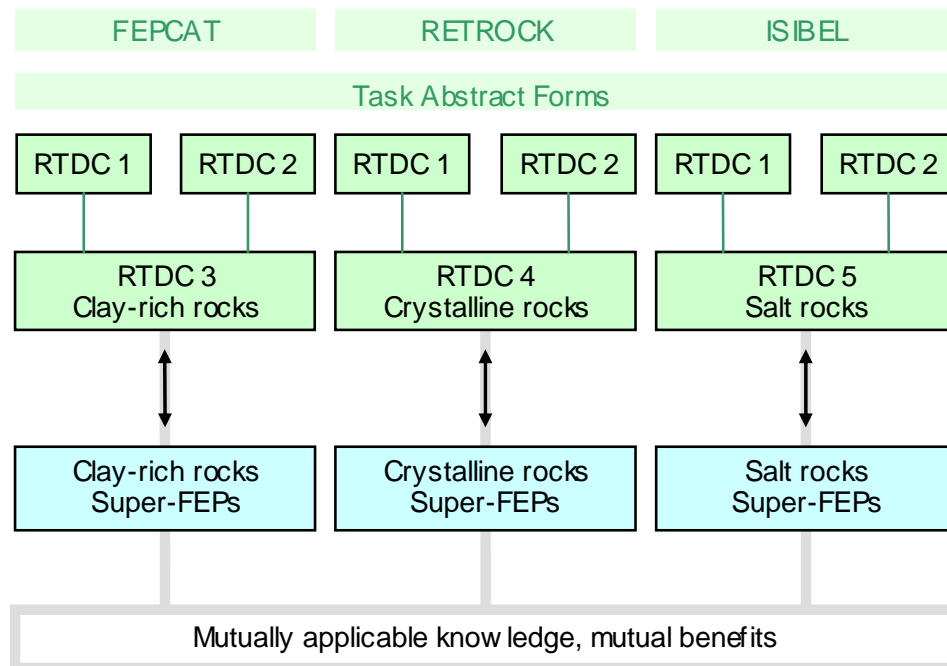 FEPCAT
RETROCK
ISIBEL
Task Abstract Forms
RTDC 1
RTDC 2
RTDC 1
RTDC 2
RTDC 1
RTDC 2
RTDC 3
Clay-rich rocks
RTDC 4
Crystalline rocks
RTDC 5
Salt rocks
Clay-rich rocks
Super-FEPs
Crystalline rocks
Super-FEPs
Salt rocks
Super-FEPs
Mutually applicable knowledge, mutual benefits